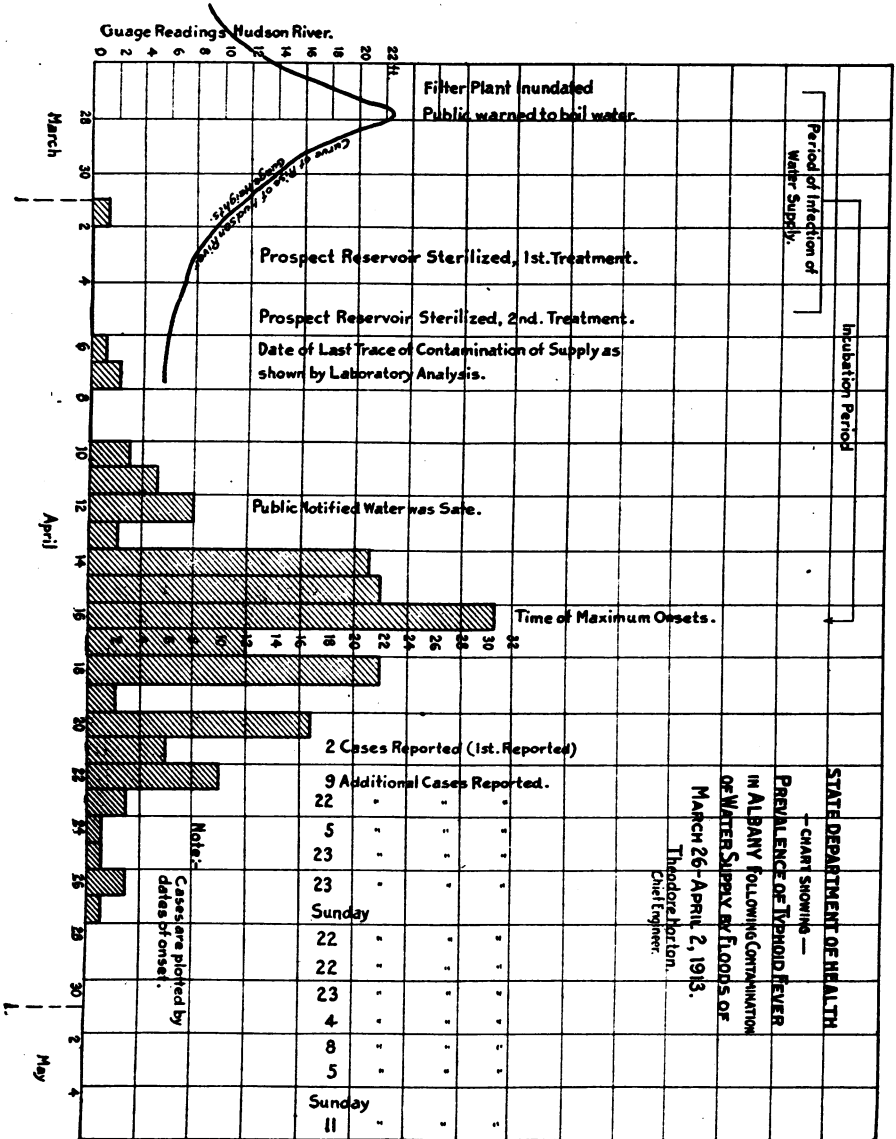 Guage Readings Hudson River.
0 2 4 6 8 10 12 14 16 18 20 22 ft.
Filter Plant Inundated
Public warned to boil water.
Period of Infection of
Water Supply.
Incubation Period
Curve of Rise of Hudson River
Guage Heights.
Prospect Reservoir Sterilized, 1st. Treatment.
Prospect Reservoir Sterilized, 2nd. Treatment.
Date of Last Trace of Contamination of Supply as
shown by Laboratory Analysis.
Public Notified Water was Safe.
Time of Maximum Onsets.
2 4 6 8 10 12 14 16 18 20 22 24 26 28 30 32
2 Cases Reported (1st. Reported)
9 Additional Cases Reported.
22 " " "
5 " " "
23 " " "
23 " " "
Sunday
22 " " "
22 " " "
23 " " "
4 " " "
8 " " "
5 " " "
Sunday
11 " " "
March
28 30
April
2 4 6 8 10 12 14 16 18 20 22 24 26 28 30
May
2 4
Note:-
Cases are plotted by
dates of onset.
STATE DEPARTMENT OF HEALTH
— CHART SHOWING —
PREVALENCE OF TYPHOID FEVER
IN ALBANY FOLLOWING CONTAMINATION
OF WATER SUPPLY BY FLOODS OF
MARCH 26-APRIL 2, 1913.
Theodore Horton.
Chief Engineer.